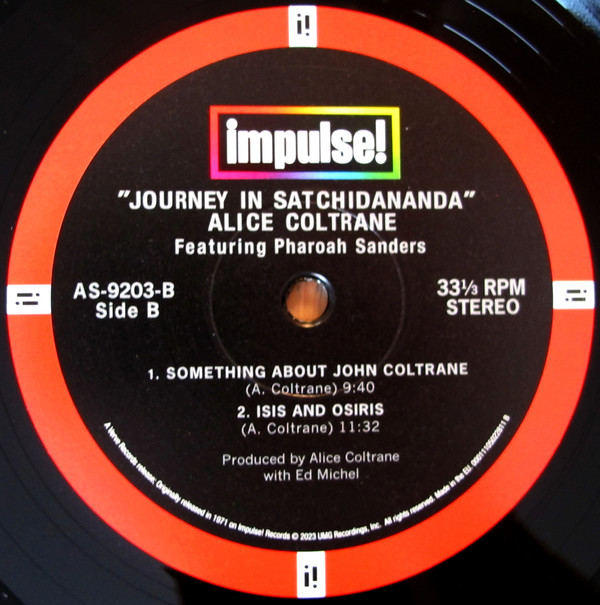 i!
impulse!
"JOURNEY IN SATCHIDANANDA"
ALICE COLTRANE
Featuring Pharoah Sanders
AS-9203-B
Side B
33⅓ RPM
STEREO
i!
i!
1. SOMETHING ABOUT JOHN COLTRANE
(A. Coltrane) 9:40
2. ISIS AND OSIRIS
(A. Coltrane) 11:32
Produced by Alice Coltrane
with Ed Michel
A Verve Records release; Originally released in 1971 on Impulse! Records © 2023 UMG Recordings, Inc. All rights reserved. Made in the EU.
i!